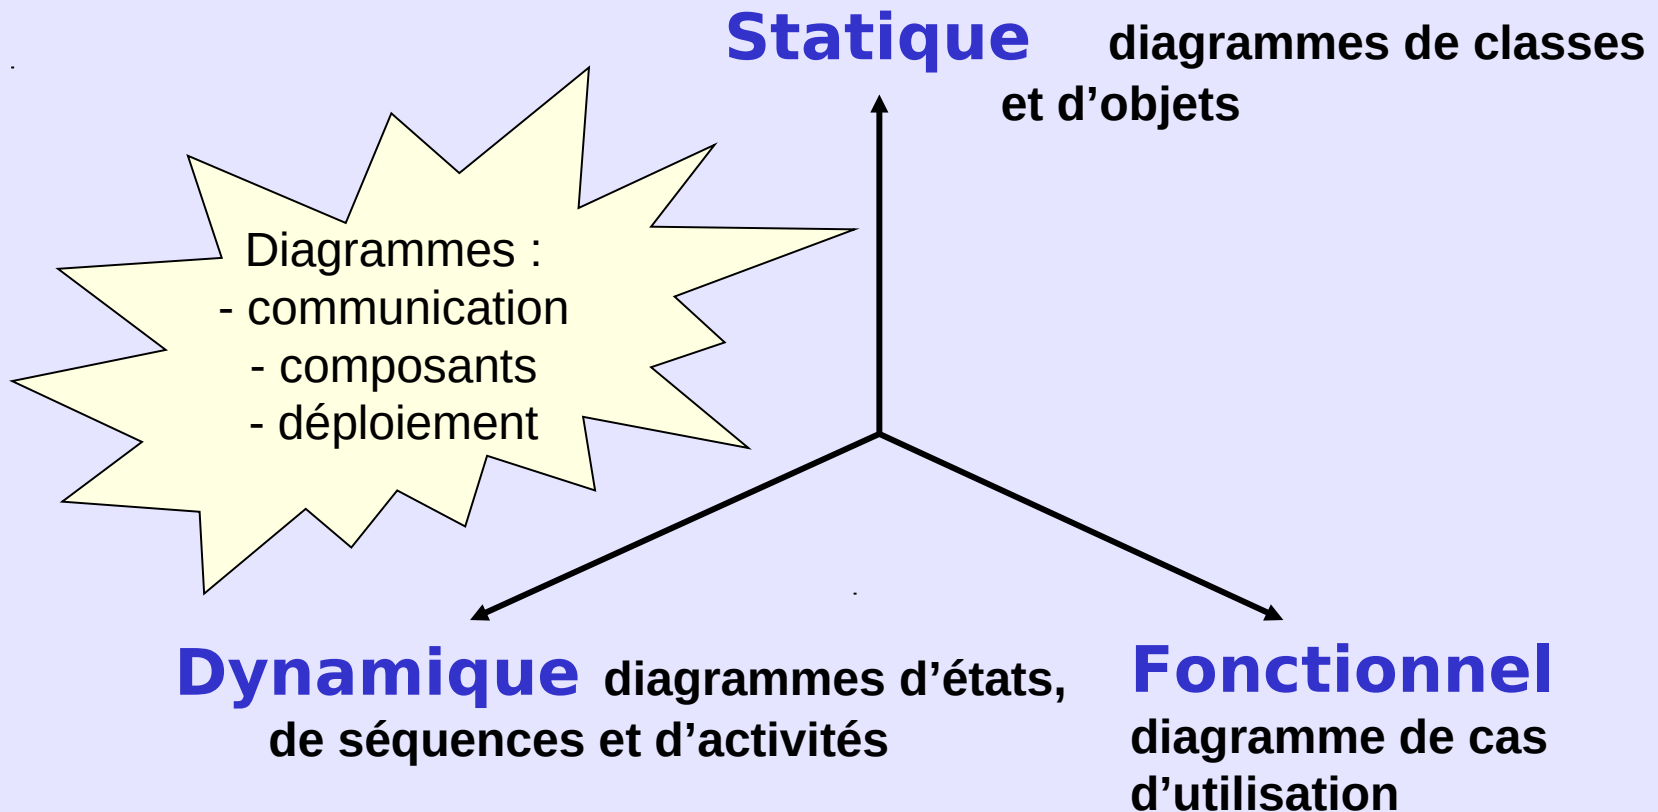 Statique diagrammes de classes
et d’objets
Diagrammes :
- communication
- composants
- déploiement
Dynamique diagrammes d’états,
de séquences et d’activités
Fonctionnel
diagramme de cas
d’utilisation